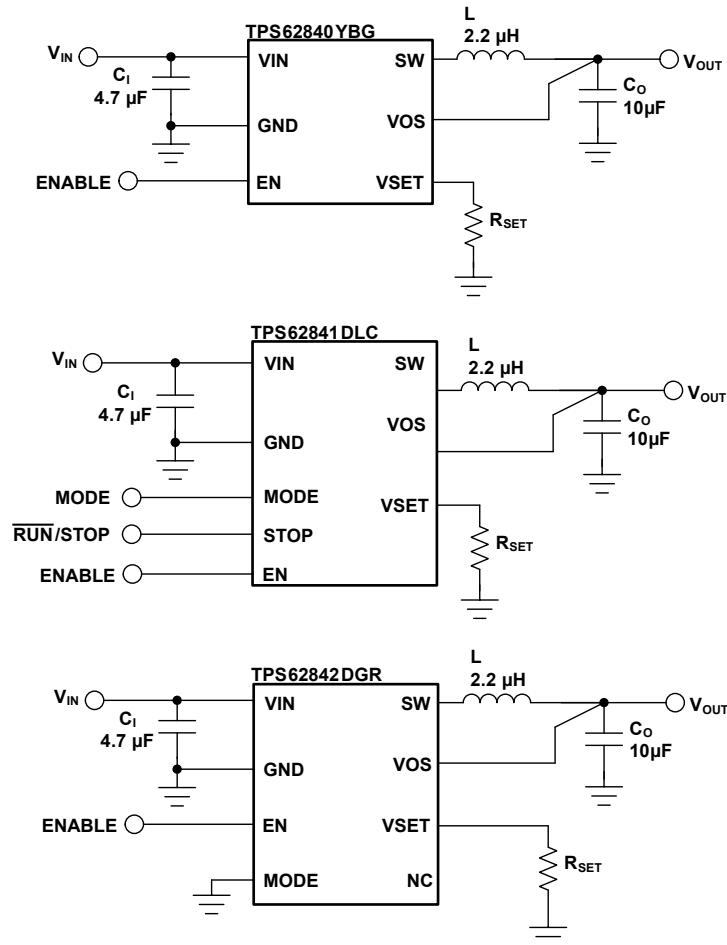 TPS62840YBG
L
2.2 µH
VIN
VIN
SW
VOUT
CI
4.7 µF
CO
10µF
GND
VOS
ENABLE
EN
VSET
RSET
TPS62841DLC
L
2.2 µH
VIN
VIN
SW
VOUT
CI
4.7 µF
CO
10µF
VOS
GND
MODE
MODE
VSET
RUN/STOP
STOP
RSET
ENABLE
EN
TPS62842DGR
L
2.2 µH
VIN
VIN
SW
VOUT
CI
4.7 µF
CO
10µF
GND
VOS
ENABLE
EN
VSET
RSET
MODE
NC